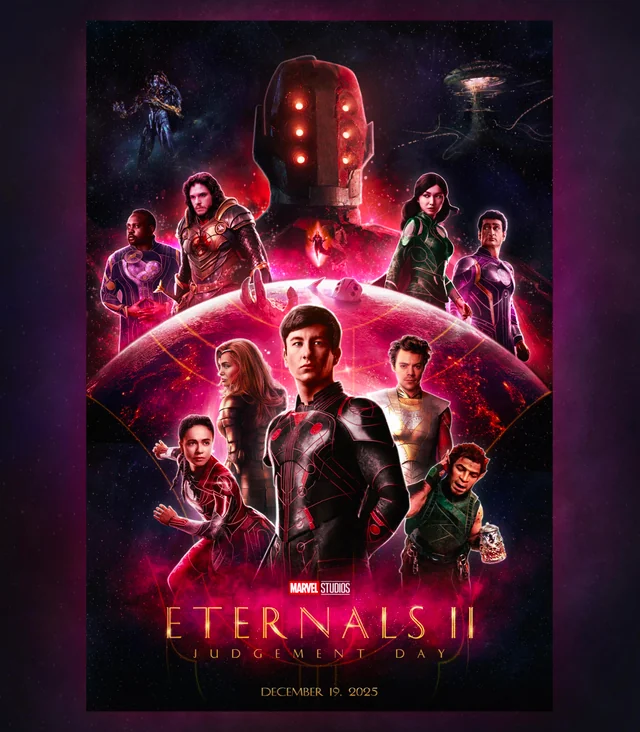 MARVEL STUDIOS
ETERNALS II
JUDGEMENT DAY
DECEMBER 19, 2025